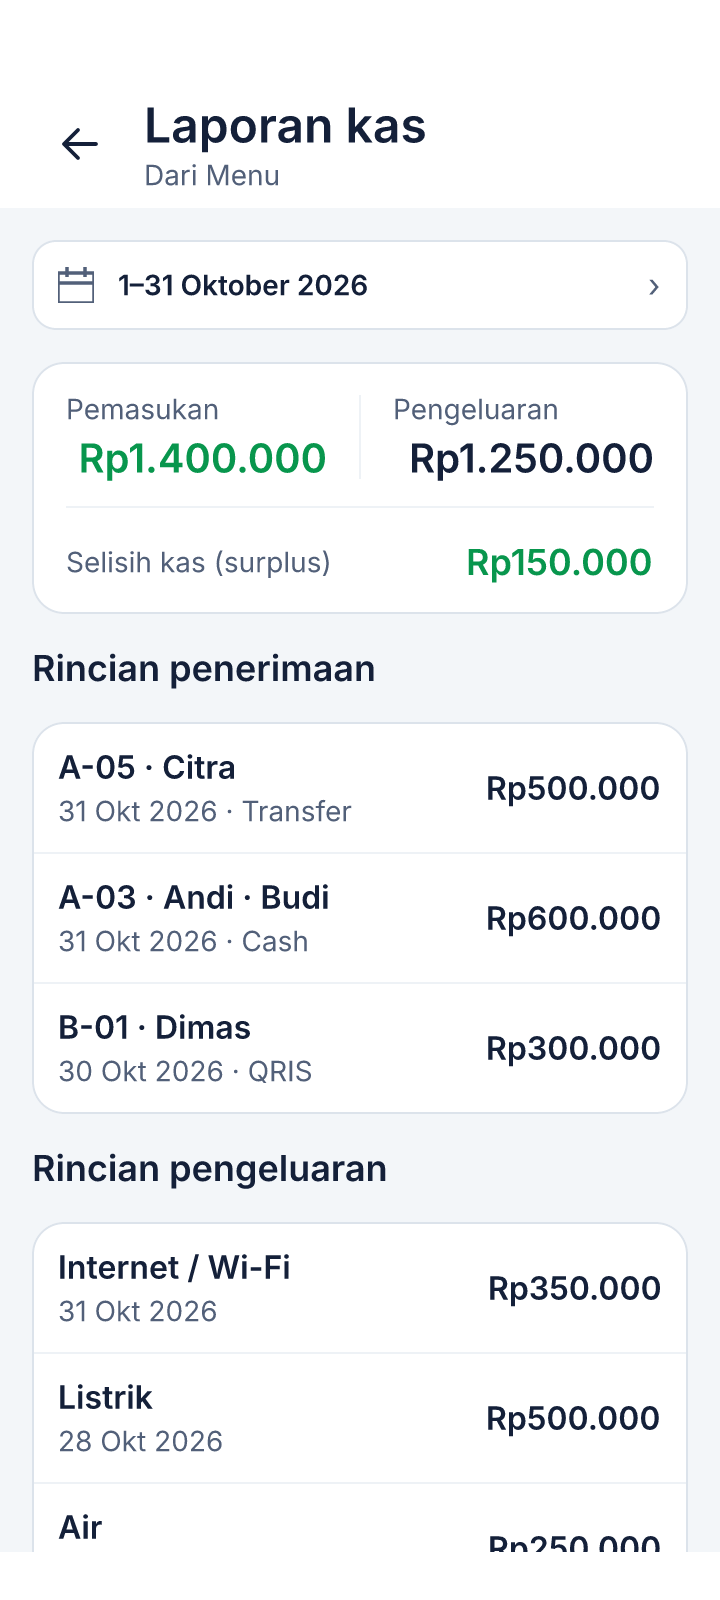 Laporan kas
Dari Menu
1–31 Oktober 2026
Pemasukan
Rp1.400.000
Pengeluaran
Rp1.250.000
Selisih kas (surplus)
Rp150.000
Rincian penerimaan
A-05 · Citra
31 Okt 2026 · Transfer
Rp500.000
A-03 · Andi · Budi
31 Okt 2026 · Cash
Rp600.000
B-01 · Dimas
30 Okt 2026 · QRIS
Rp300.000
Rincian pengeluaran
Internet / Wi-Fi
31 Okt 2026
Rp350.000
Listrik
28 Okt 2026
Rp500.000
Air
Rp250.000